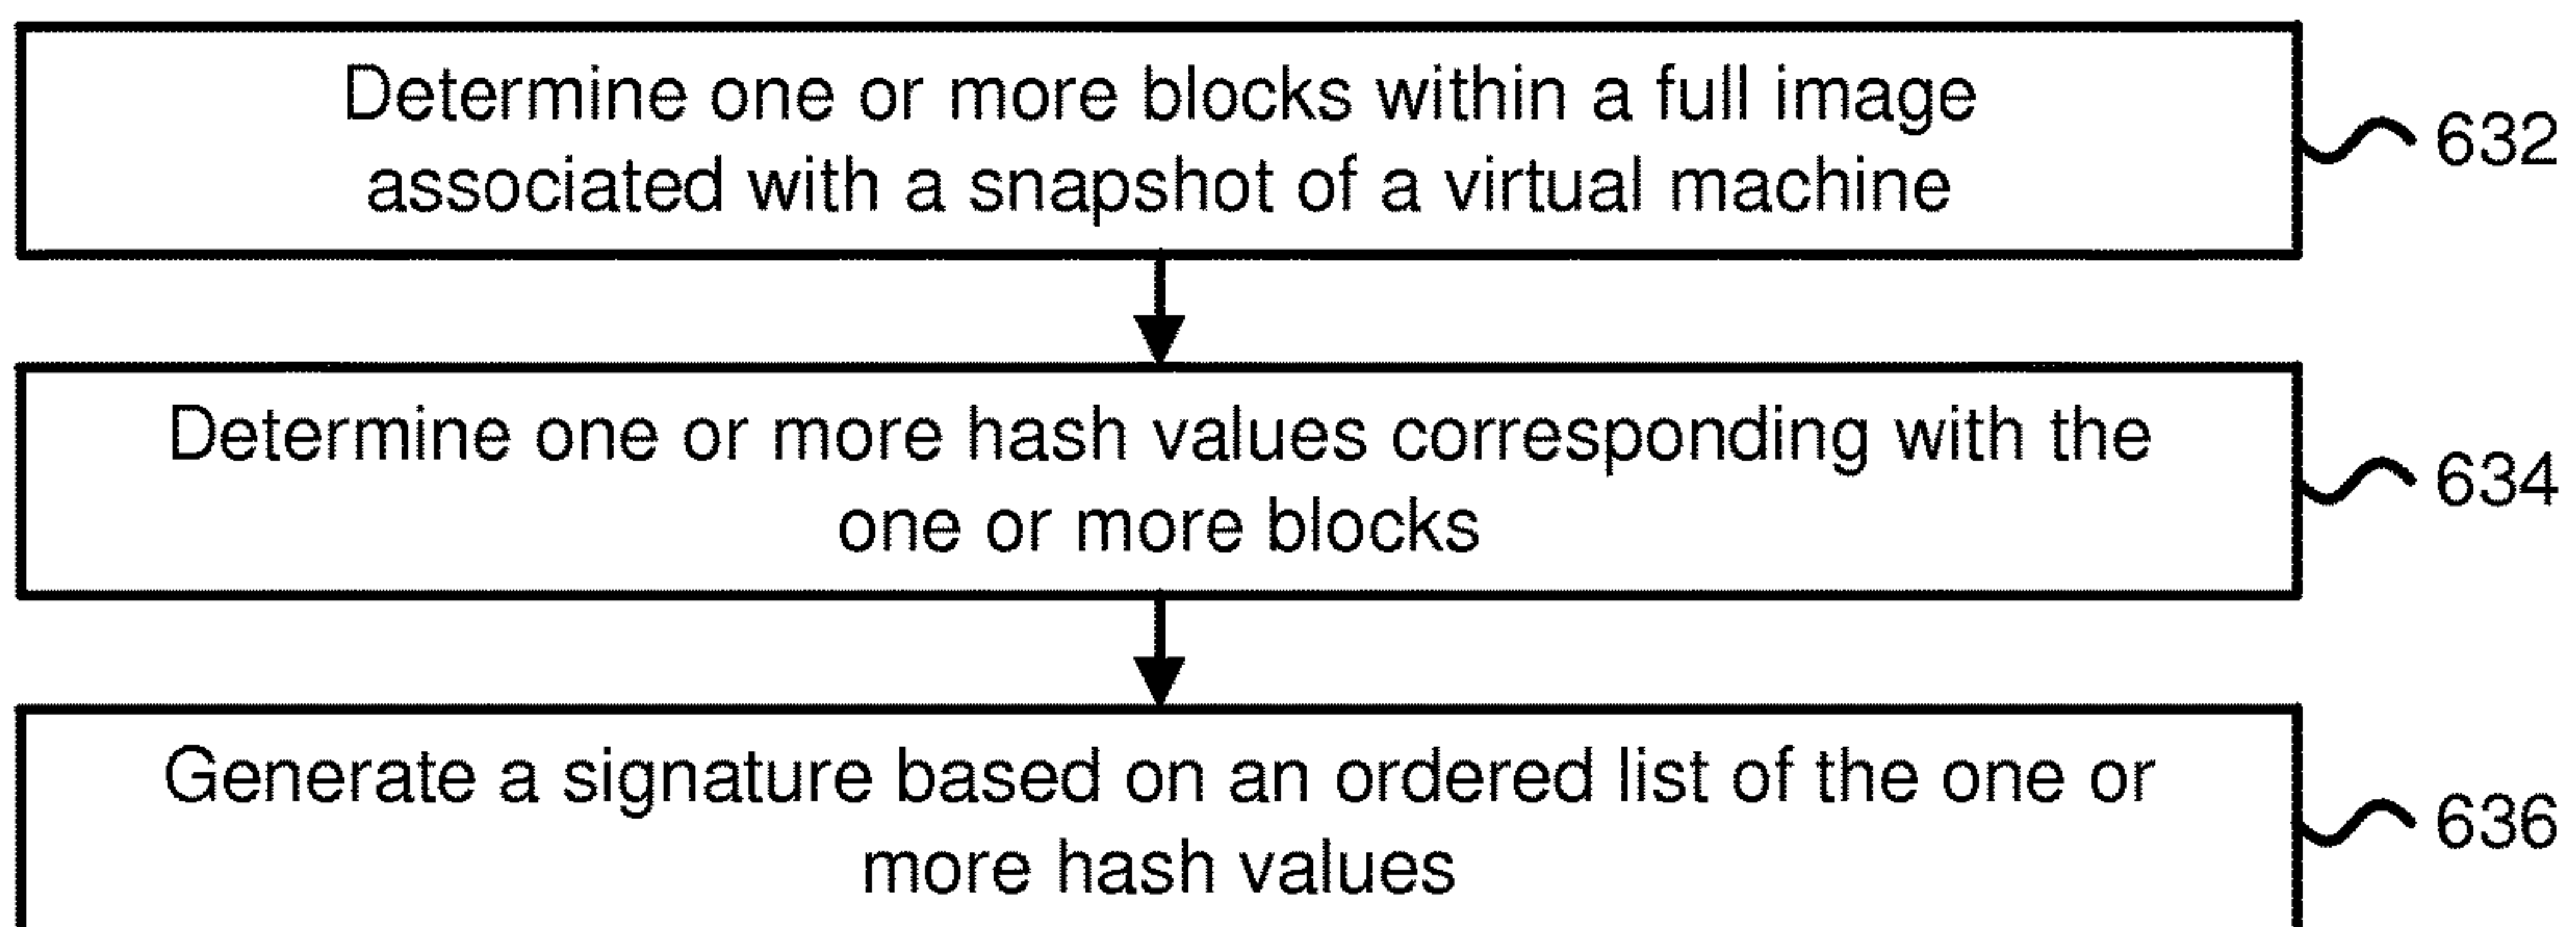 Determine one or more blocks within a full image
associated with a snapshot of a virtual machine
632
Determine one or more hash values corresponding with the
one or more blocks
634
Generate a signature based on an ordered list of the one or
more hash values
636